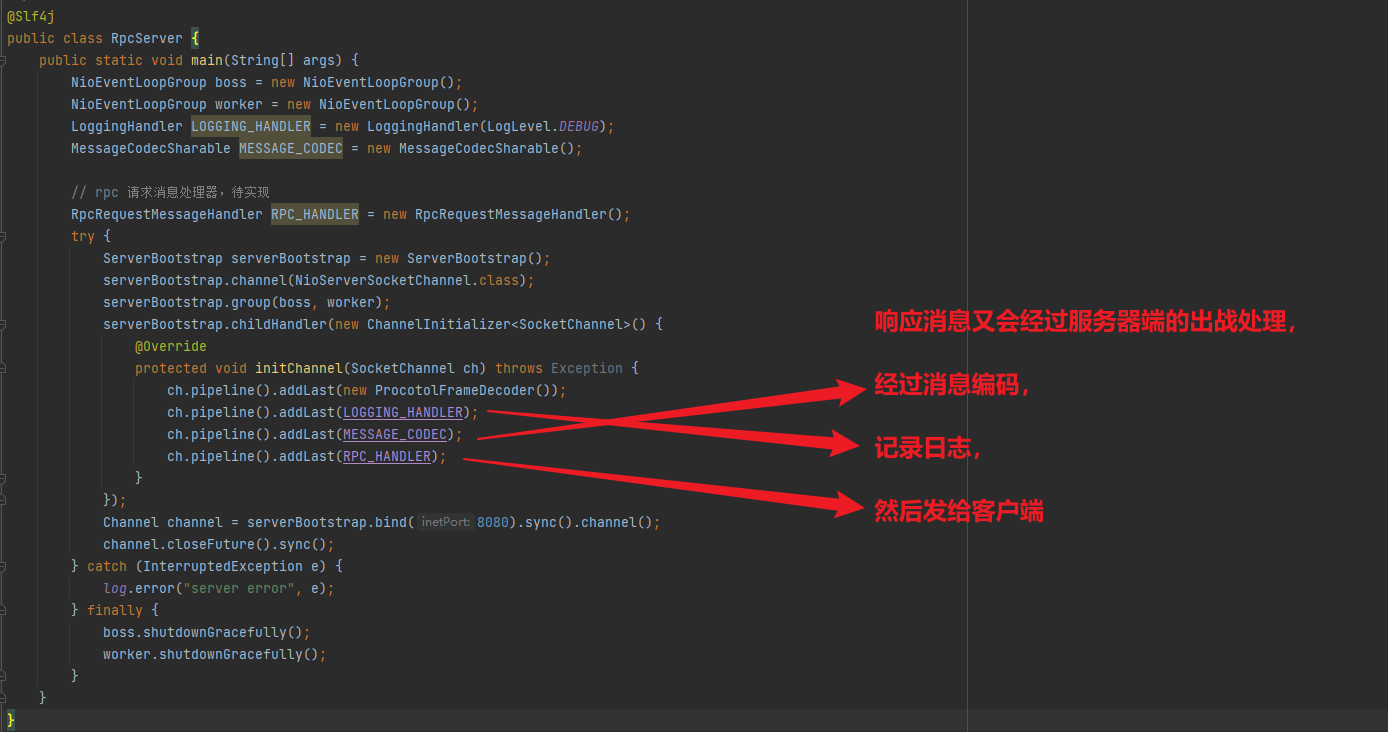 @Slf4j
public class RpcServer {
public static void main(String[] args) {
NioEventLoopGroup boss = new NioEventLoopGroup();
NioEventLoopGroup worker = new NioEventLoopGroup();
LoggingHandler LOGGING_HANDLER = new LoggingHandler(LogLevel.DEBUG);
MessageCodecSharable MESSAGE_CODEC = new MessageCodecSharable();
// rpc 请求消息处理器，待实现
RpcRequestMessageHandler RPC_HANDLER = new RpcRequestMessageHandler();
try {
ServerBootstrap serverBootstrap = new ServerBootstrap();
serverBootstrap.channel(NioServerSocketChannel.class);
serverBootstrap.group(boss, worker);
serverBootstrap.childHandler(new ChannelInitializer<SocketChannel>() {
@Override
protected void initChannel(SocketChannel ch) throws Exception {
ch.pipeline().addLast(new ProcotolFrameDecoder());
ch.pipeline().addLast(LOGGING_HANDLER);
ch.pipeline().addLast(MESSAGE_CODEC);
ch.pipeline().addLast(RPC_HANDLER);
}
});
Channel channel = serverBootstrap.bind( inetPort: 8080).sync().channel();
channel.closeFuture().sync();
} catch (InterruptedException e) {
log.error("server error", e);
} finally {
boss.shutdownGracefully();
worker.shutdownGracefully();
}
}
}
响应消息又会经过服务器端的出战处理，
经过消息编码，
记录日志，
然后发给客户端